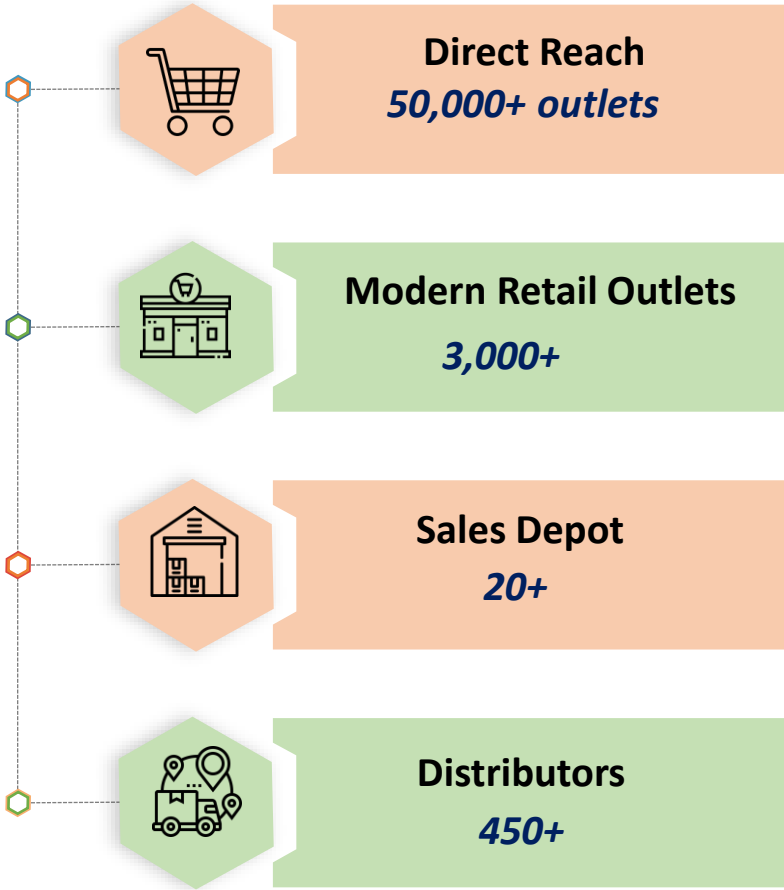 Direct Reach
50,000+ outlets
Modern Retail Outlets
3,000+
Sales Depot
20+
Distributors
450+